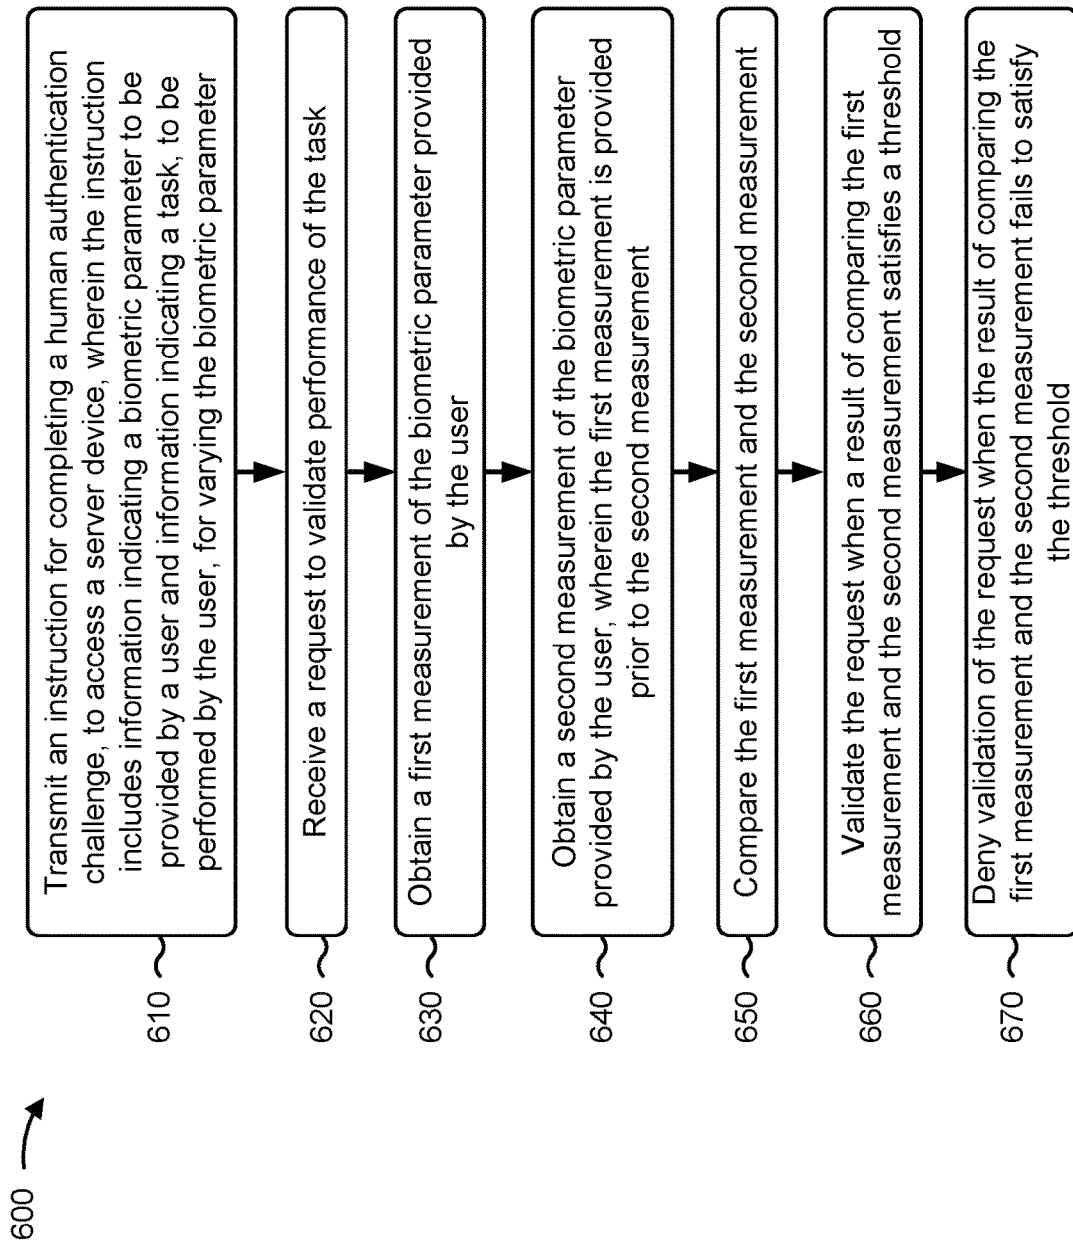 600
610
Transmit an instruction for completing a human authentication
challenge, to access a server device, wherein the instruction
includes information indicating a biometric parameter to be
provided by a user and information indicating a task, to be
performed by the user, for varying the biometric parameter
620
Receive a request to validate performance of the task
630
Obtain a first measurement of the biometric parameter provided
by the user
640
Obtain a second measurement of the biometric parameter
provided by the user, wherein the first measurement is provided
prior to the second measurement
650
Compare the first measurement and the second measurement
660
Validate the request when a result of comparing the first
measurement and the second measurement satisfies a threshold
670
Deny validation of the request when the result of comparing the
first measurement and the second measurement fails to satisfy
the threshold